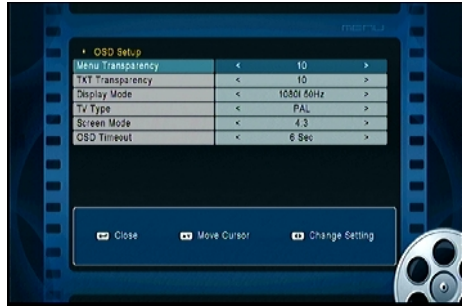 menu
OSD Setup
Menu Transparency < 10 >
TXT Transparency < 10 >
Display Mode < 1080i 50Hz >
TV Type < PAL >
Screen Mode < 4:3 >
OSD Timeout < 6 Sec >
Close Move Cursor Change Setting